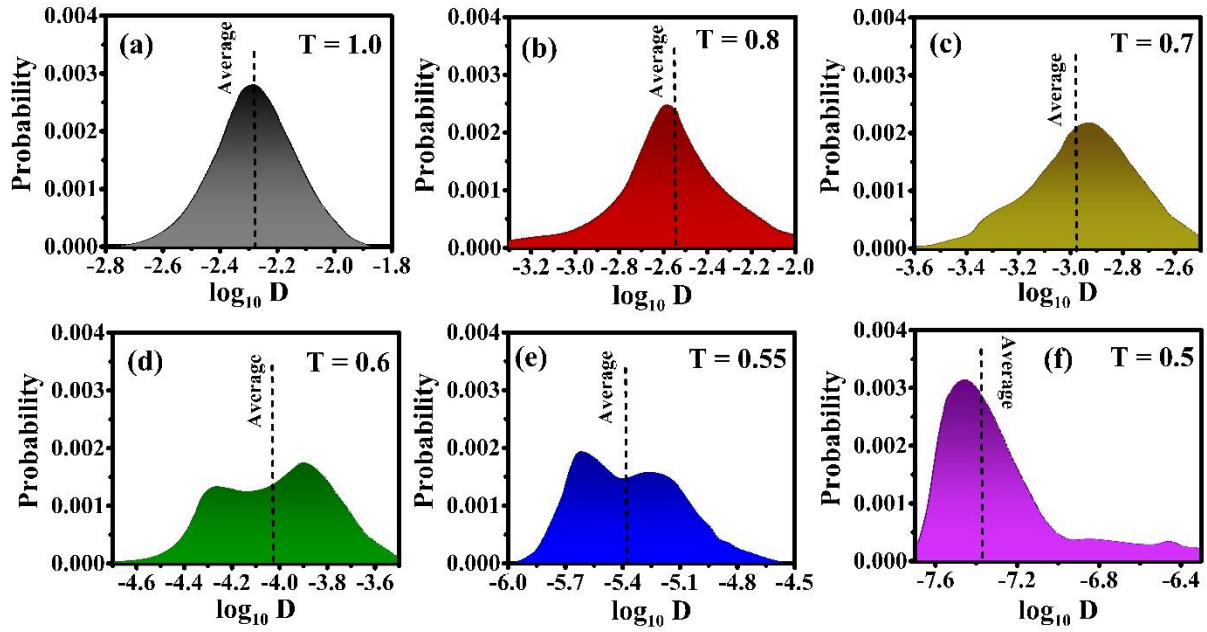 (a) T = 1.0
Average
Probability
0.004
0.003
0.002
0.001
0.000
-2.8 -2.6 -2.4 -2.2 -2.0 -1.8
log₁₀ D
(b) T = 0.8
Average
Probability
0.004
0.003
0.002
0.001
0.000
-3.2 -3.0 -2.8 -2.6 -2.4 -2.2 -2.0
log₁₀ D
(c) T = 0.7
Average
Probability
0.004
0.003
0.002
0.001
0.000
-3.6 -3.4 -3.2 -3.0 -2.8 -2.6
log₁₀ D
(d) T = 0.6
Average
Probability
0.004
0.003
0.002
0.001
0.000
-4.6 -4.4 -4.2 -4.0 -3.8 -3.6
log₁₀ D
(e) T = 0.55
Average
Probability
0.004
0.003
0.002
0.001
0.000
-6.0 -5.7 -5.4 -5.1 -4.8 -4.5
log₁₀ D
(f) T = 0.5
Average
Probability
0.004
0.003
0.002
0.001
0.000
-7.6 -7.2 -6.8 -6.4
log₁₀ D